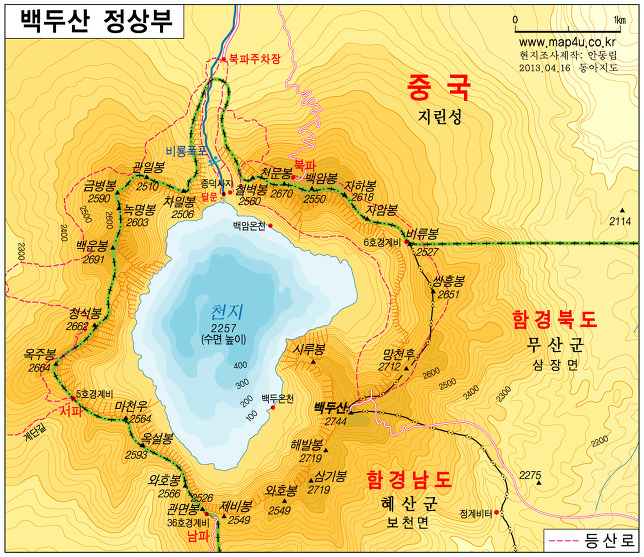 백두산 정상부
0 1km
www.map4u.co.kr
현지조사제작: 안동립
2013.04.16 동아지도
북파주차장
중국
지린성
비룡폭포
관일봉
2510
금병봉
2590
녹명봉
2603
차일봉
2506
종덕사지
달문
철벽봉
2560
천문봉
2670
북파
백암봉
2550
자하봉
2618
자암봉
2114
2500
2600
2400
2300
백운봉
2691
백암온천
6호경계비
비류봉
2527
쌍홍봉
2651
청석봉
2662
천지
2257
(수면 높이)
함경북도
무산군
삼장면
옥주봉
2664
시루봉
망천후
2712
400
300
200
100
2600
2500
2400
2300
2200
5호경계비
서파
계단길
마천우
2564
백두온천
백두산
2744
옥설봉
2593
해발봉
2719
와호봉
2566
2526
관면봉
36호경계비
남파
제비봉
2549
와호봉
2549
삼기봉
2719
함경남도
혜산군
보천면
2275
정계비터
등산로